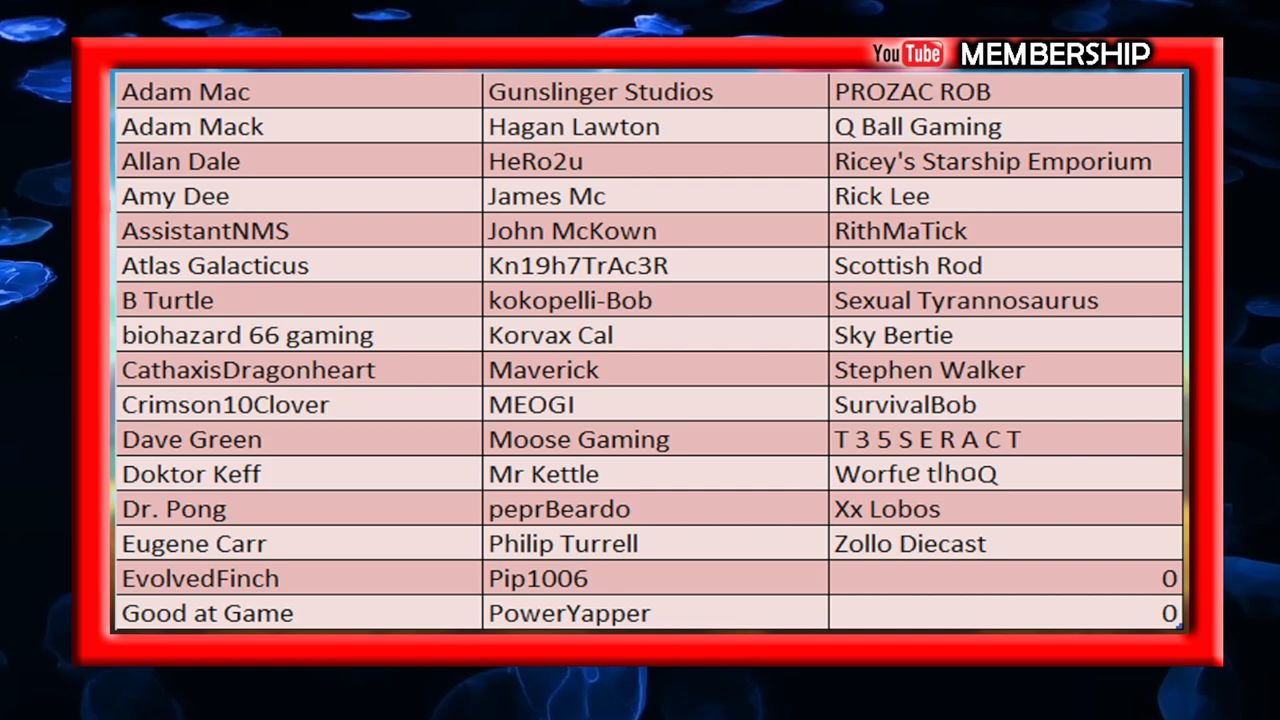 YouTube MEMBERSHIP
Adam Mac Gunslinger Studios PROZAC ROB
Adam Mack Hagan Lawton Q Ball Gaming
Allan Dale HeRo2u Ricey's Starship Emporium
Amy Dee James Mc Rick Lee
AssistantNMS John McKown RithMaTick
Atlas Galacticus Kn19h7TrAc3R Scottish Rod
B Turtle kokopelli-Bob Sexual Tyrannosaurus
biohazard 66 gaming Korvax Cal Sky Bertie
CathaxisDragonheart Maverick Stephen Walker
Crimson10Clover MEOGI SurvivalBob
Dave Green Moose Gaming T 3 5 S E R A C T
Doktor Keff Mr Kettle
Dr. Pong peprBeardo Xx Lobos
Eugene Carr Philip Turrell Zollo Diecast
EvolvedFinch Pip1006 0
Good at Game PowerYapper 0